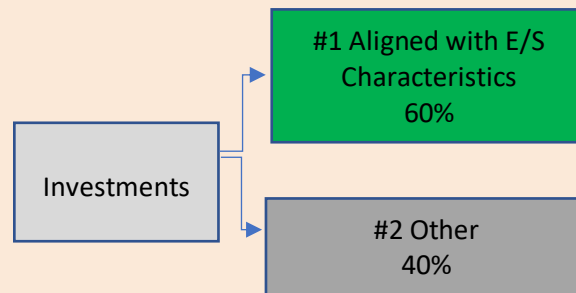 #1 Aligned with E/S
Characteristics
60%
Investments
#2 Other
40%